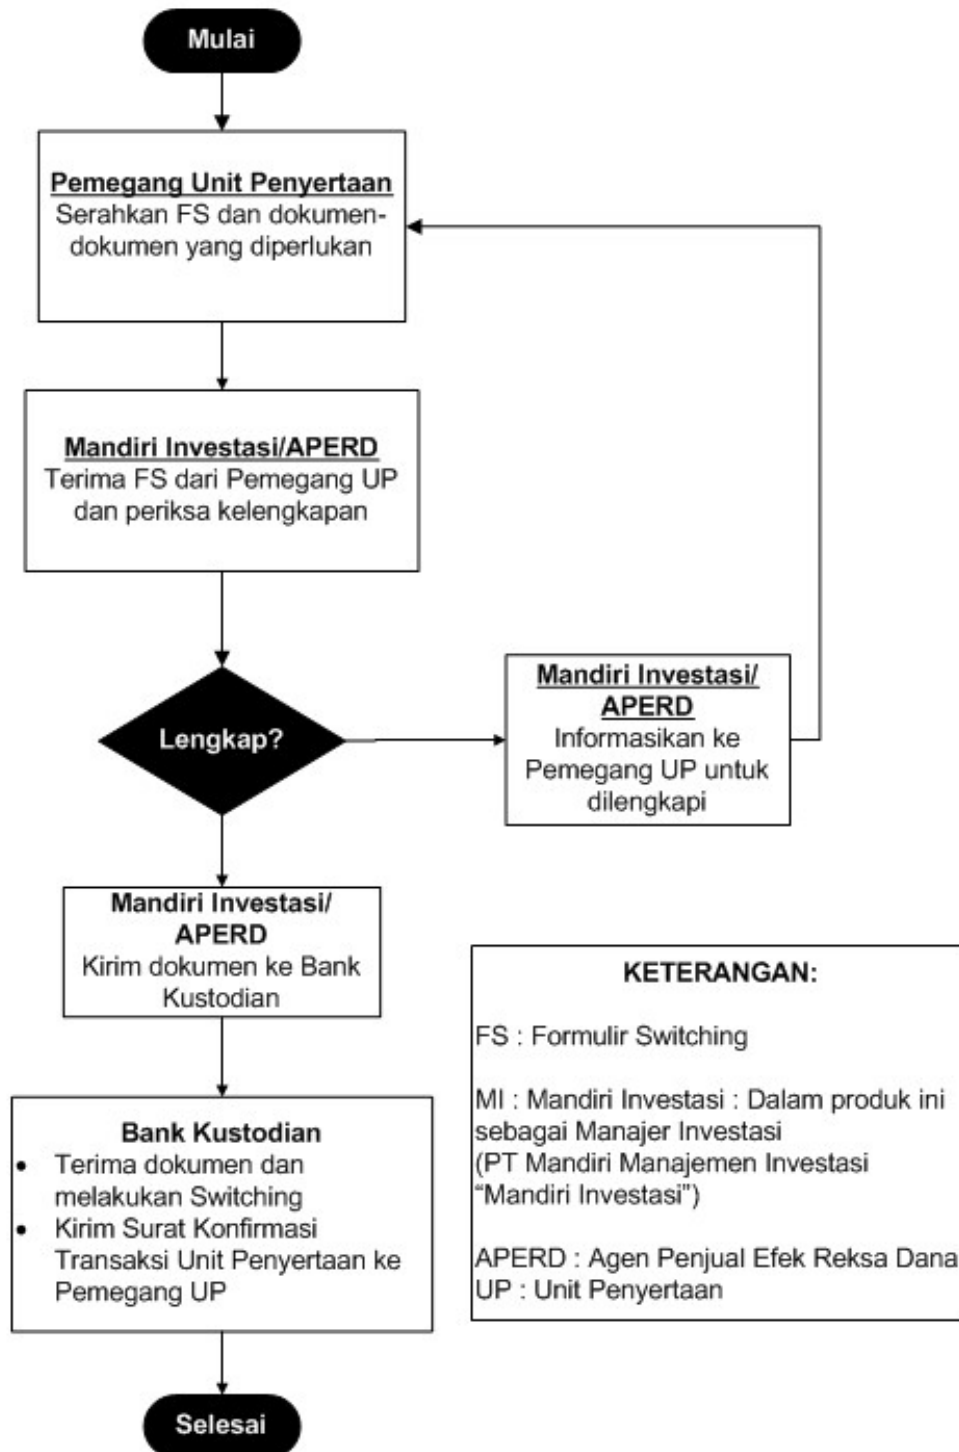 Mulai
Pemegang Unit Penyertaan
Serahkan FS dan dokumen-
dokumen yang diperlukan
Mandiri Investasi/APERD
Terima FS dari Pemegang UP
dan periksa kelengkapan
Lengkap?
Mandiri Investasi/
APERD
Informasikan ke
Pemegang UP untuk
dilengkapi
Mandiri Investasi/
APERD
Kirim dokumen ke Bank
Kustodian
Bank Kustodian
• Terima dokumen dan
melakukan Switching
• Kirim Surat Konfirmasi
Transaksi Unit Penyertaan ke
Pemegang UP
Selesai
KETERANGAN:
FS : Formulir Switching
MI : Mandiri Investasi : Dalam produk ini
sebagai Manajer Investasi
(PT Mandiri Manajemen Investasi
“Mandiri Investasi”)
APERD : Agen Penjual Efek Reksa Dana
UP : Unit Penyertaan